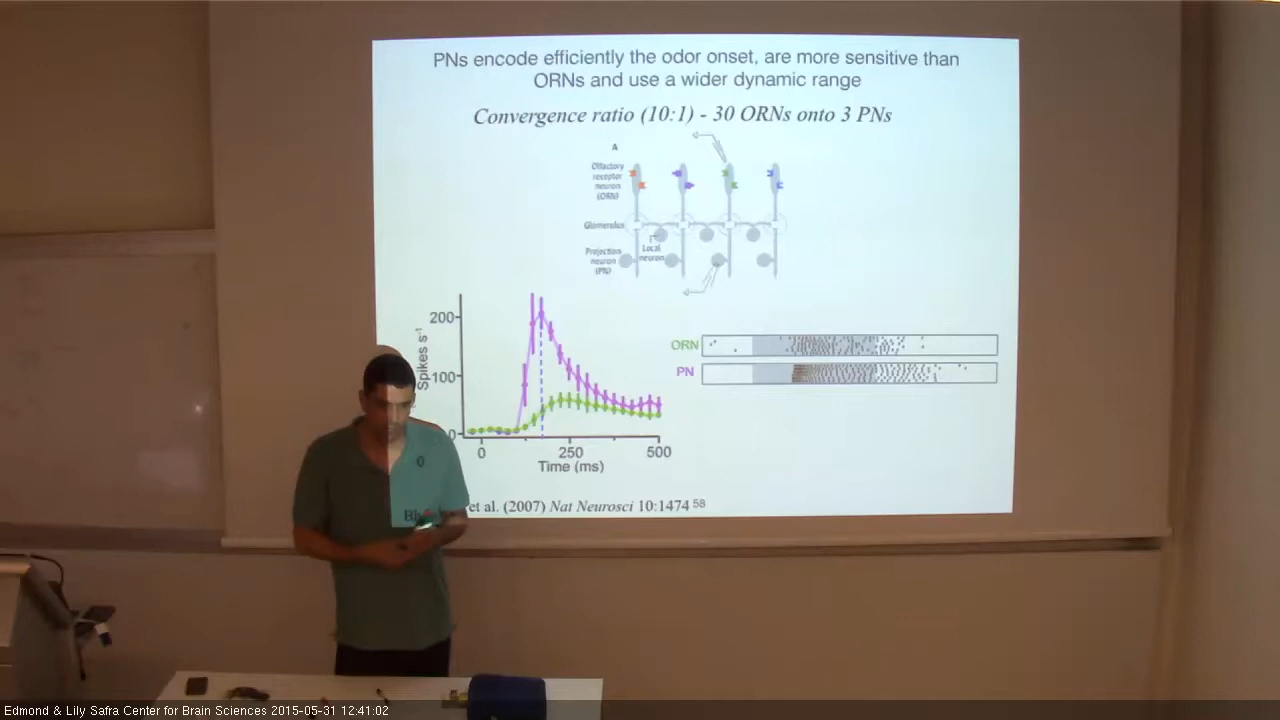 PNs encode efficiently the odor onset, are more sensitive than
ORNs and use a wider dynamic range
Convergence ratio (10:1) - 30 ORNs onto 3 PNs
A
Olfactory
receptor
neuron
(ORN)
Glomerulus
Local
neuron
Projection
neuron
(PN)
Spikes s⁻¹
200
100
0
0
250
500
Time (ms)
ORN
PN
et al. (2007) Nat Neurosci 10:1474 58
Edmond & Lily Safra Center for Brain Sciences 2015-05-31 12:41:02